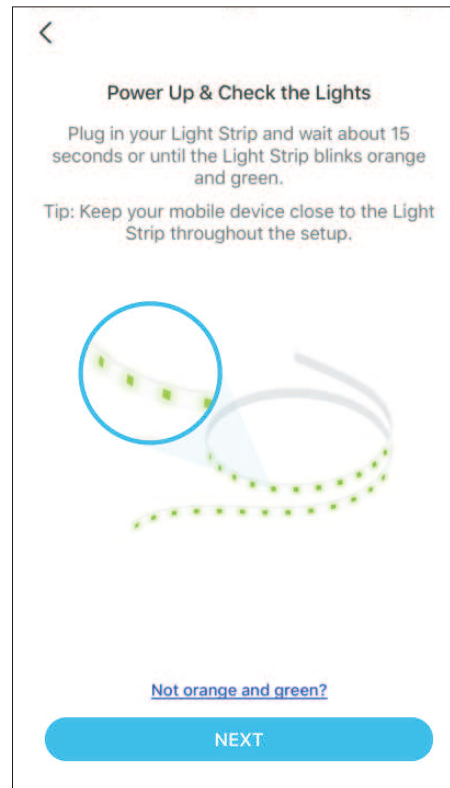 Power Up & Check the Lights
Plug in your Light Strip and wait about 15
seconds or until the Light Strip blinks orange
and green.
Tip: Keep your mobile device close to the Light
Strip throughout the setup.
Not orange and green?
NEXT